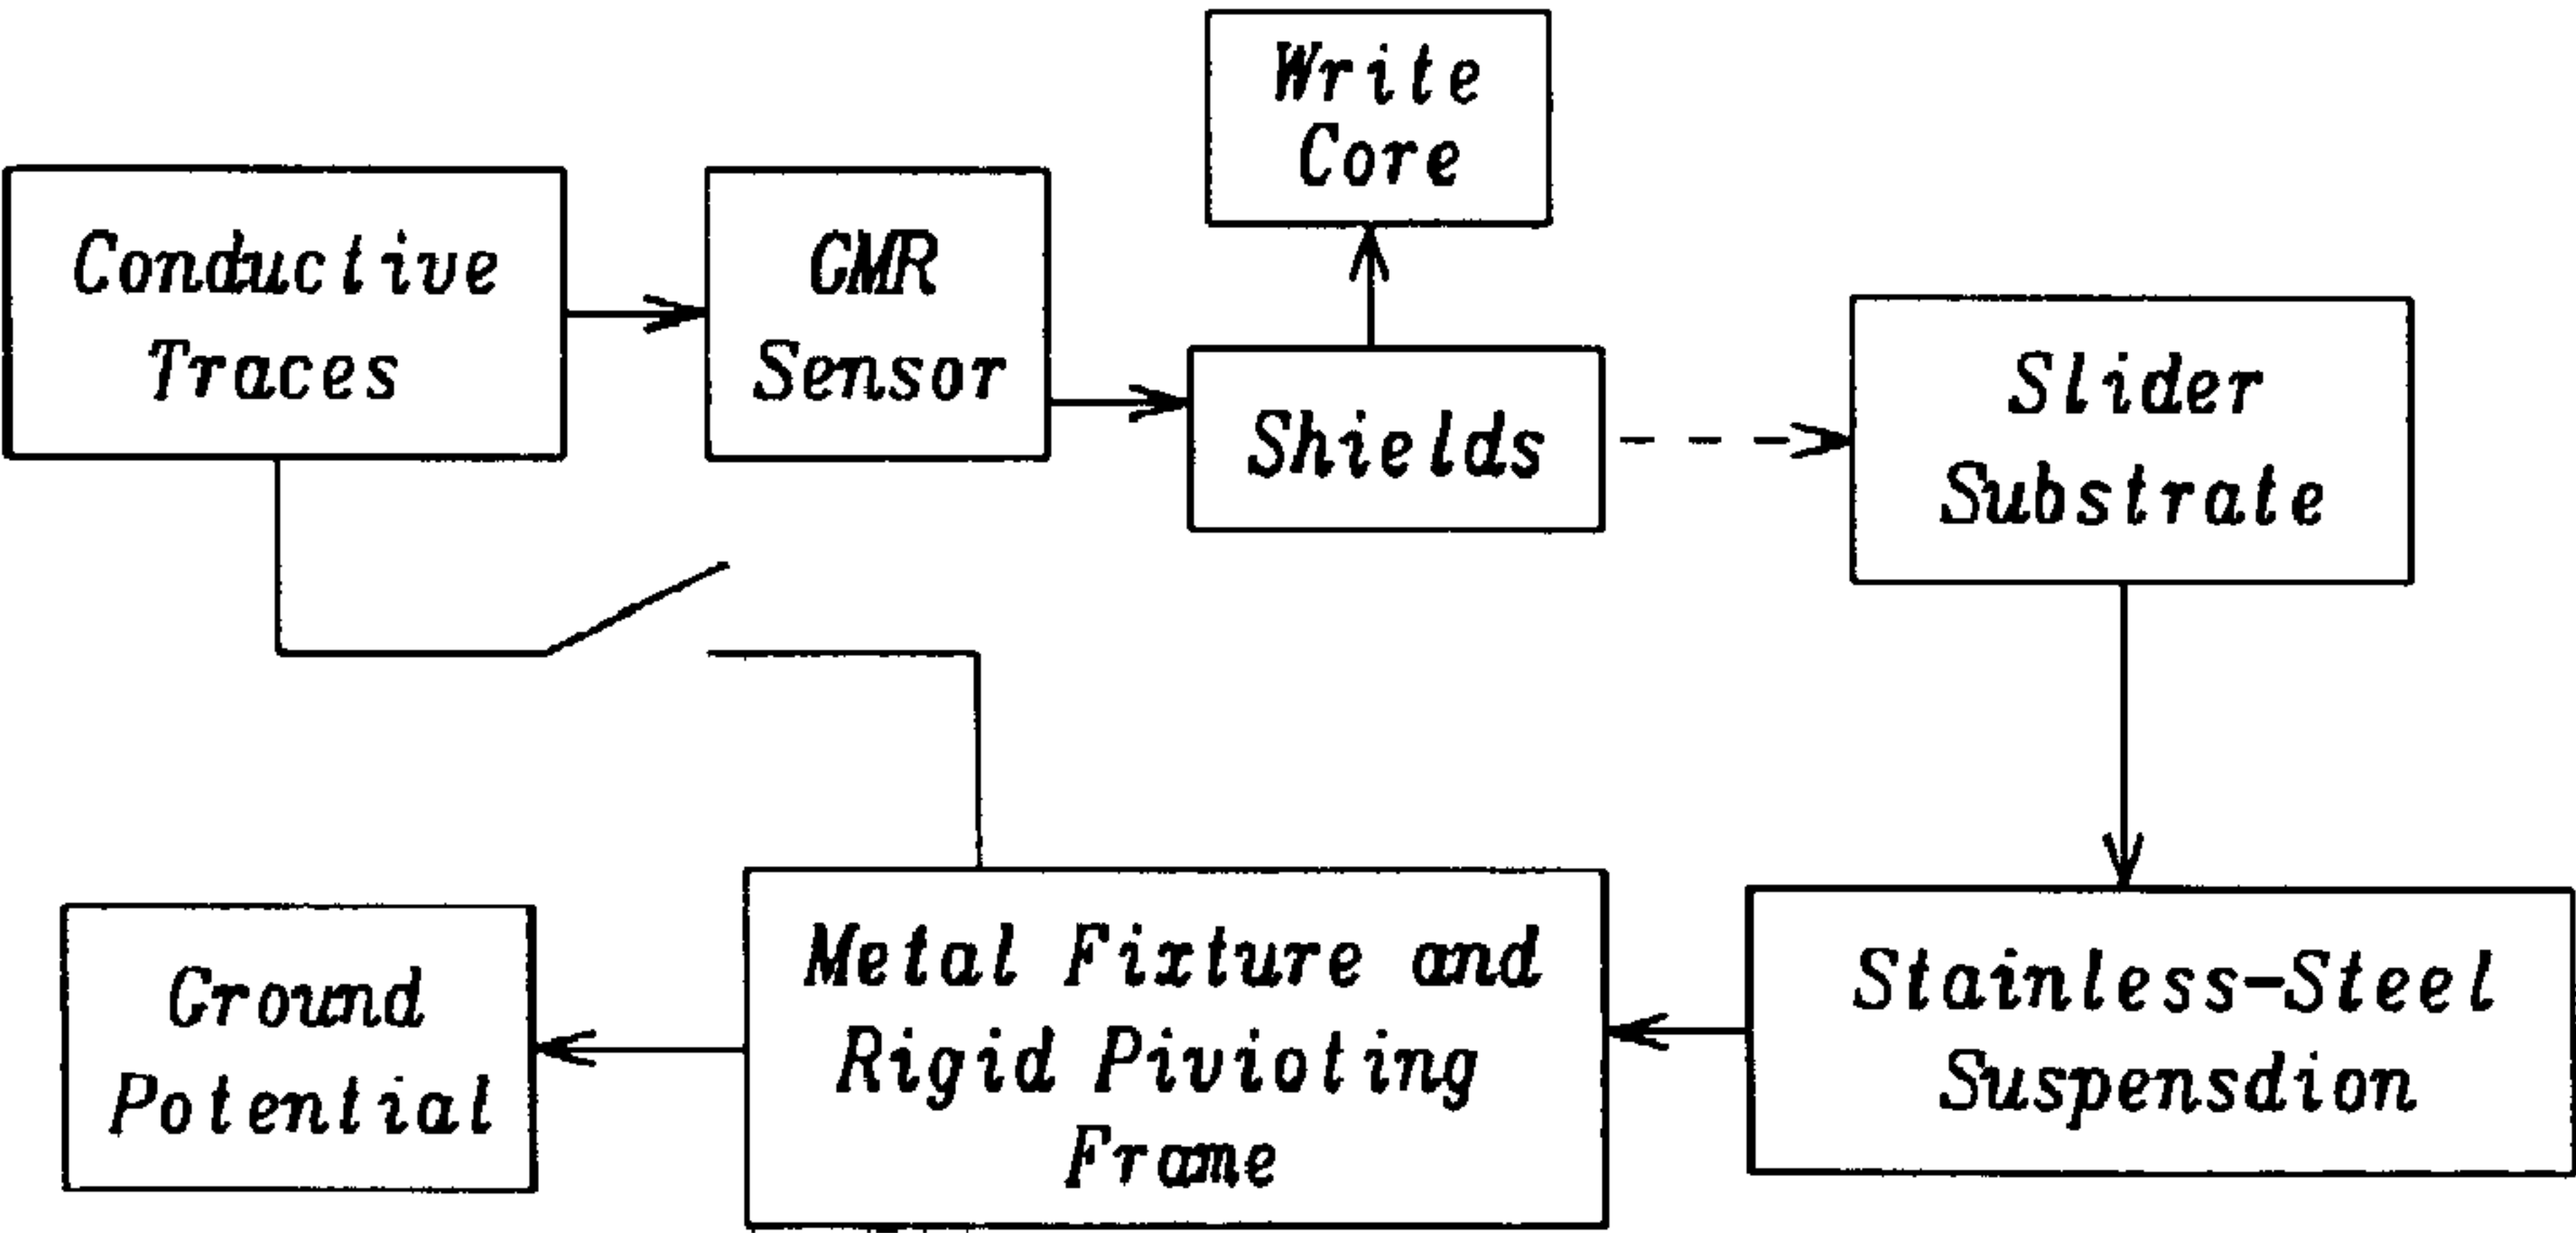 Write
Core
Conductive
Traces
GMR
Sensor
Shields
Slider
Substrate
Ground
Potential
Metal Fixture and
Rigid Pivioting
Frame
Stainless-Steel
Suspensdion